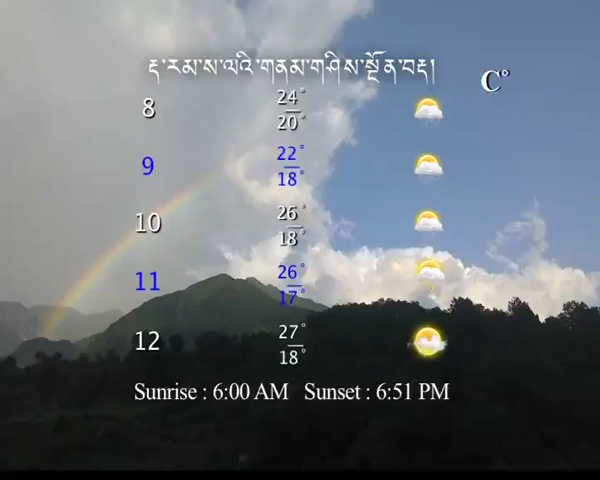 རྡ་རམ་ས་ལའི་གནམ་གཤིས་སྔོན་བརྡ།
C°
8 24° 20°
9 22° 18°
10 26° 18°
11 26° 17°
12 27° 18°
Sunrise : 6:00 AM Sunset : 6:51 PM